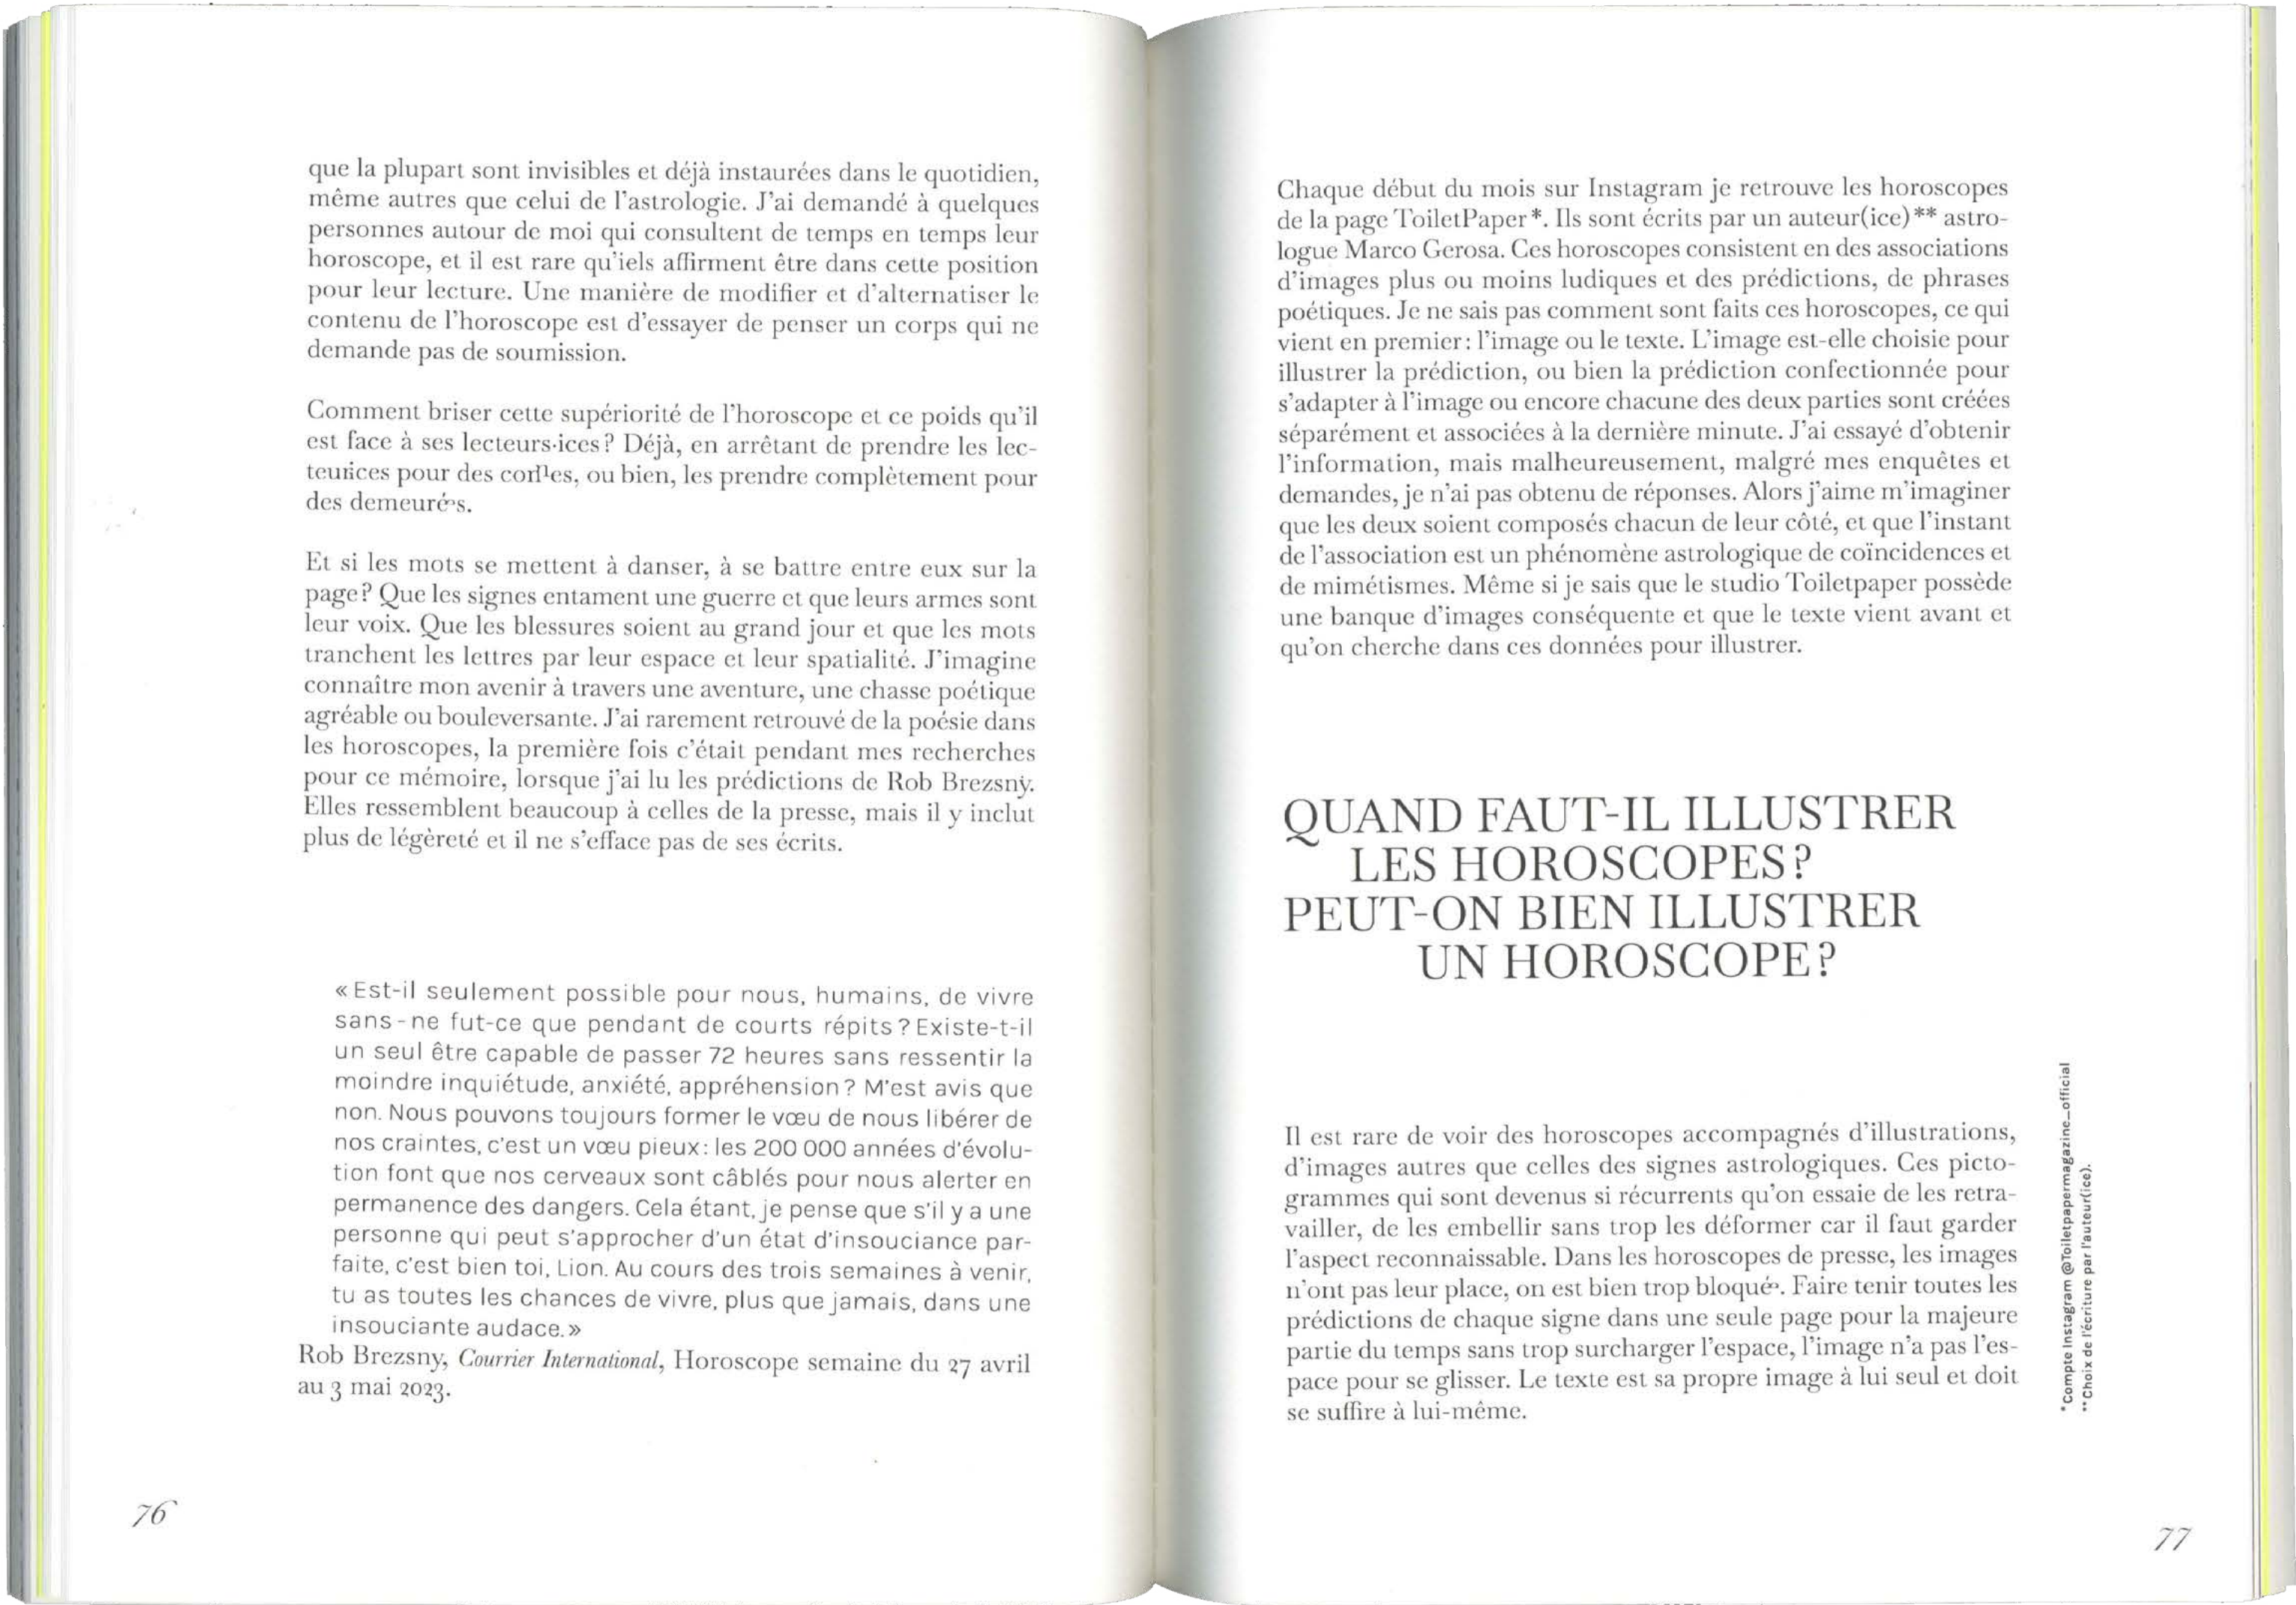 que la plupart sont invisibles et déjà instaurées dans le quotidien,
même autres que celui de l'astrologie. J'ai demandé à quelques
personnes autour de moi qui consultent de temps en temps leur
horoscope, et il est rare qu'iels affirment être dans cette position
pour leur lecture. Une manière de modifier et d'alternatiser le
contenu de l'horoscope est d'essayer de penser un corps qui ne
demande pas de soumission.
Comment briser cette supériorité de l'horoscope et ce poids qu'il
est face à ses lecteurs·ices ? Déjà, en arrêtant de prendre les lec-
pour des ou bien, les prendre complètement pour
des
Et si les mots se mettent à danser, à se battre entre eux sur la
page ? Que les signes entament une guerre et que leurs armes sont
leur voix. Que les blessures soient au grand jour et que les mots
tranchent les lettres par leur espace et leur spatialité. J'imagine
connaître mon avenir à travers une aventure, une chasse poétique
agréable ou bouleversante. J'ai rarement retrouvé de la poésie dans
les horoscopes, la première fois c'était pendant mes recherches
pour ce mémoire, lorsque j'ai lu les prédictions de Rob Brezsny.
Elles ressemblent beaucoup à celles de la presse, mais il y inclut
plus de légèreté et il ne s'efface pas de ses écrits.
« Est-il seulement possible pour nous, humains, de vivre
sans - ne fut-ce que pendant de courts répits ? Existe-t-il
un seul être capable de passer 72 heures sans ressentir la
moindre inquiétude, anxiété, appréhension ? M'est avis que
non. Nous pouvons toujours former le vœu de nous libérer de
nos craintes, c'est un vœu pieux : les 200 000 années d'évolu-
tion font que nos cerveaux sont câblés pour nous alerter en
permanence des dangers. Cela étant, je pense que s'il y a une
personne qui peut s'approcher d'un état d'insouciance par-
faite, c'est bien toi, Lion. Au cours des trois semaines à venir,
tu as toutes les chances de vivre, plus que jamais, dans une
insouciante audace. »
Rob Brezsny, Courrier International, Horoscope semaine du 27 avril
au 3 mai 2023.
76
Chaque début du mois sur Instagram je retrouve les horoscopes
de la page ToiletPaper*. Ils sont écrits par un auteur(ice)** astro-
logue Marco Gerosa. Ces horoscopes consistent en des associations
d'images plus ou moins ludiques et des prédictions, de phrases
poétiques. Je ne sais pas comment sont faits ces horoscopes, ce qui
vient en premier : l'image ou le texte. L'image est-elle choisie pour
illustrer la prédiction, ou bien la prédiction confectionnée pour
s'adapter à l'image ou encore chacune des deux parties sont créées
séparément et associées à la dernière minute. J'ai essayé d'obtenir
l'information, mais malheureusement, malgré mes enquêtes et
demandes, je n'ai pas obtenu de réponses. Alors j'aime m'imaginer
que les deux soient composés chacun de leur côté, et que l'instant
de l'association est un phénomène astrologique de coïncidences et
de mimétismes. Même si je sais que le studio Toiletpaper possède
une banque d'images conséquente et que le texte vient avant et
qu'on cherche dans ces données pour illustrer.
QUAND FAUT-IL ILLUSTRER
LES HOROSCOPES ?
PEUT-ON BIEN ILLUSTRER
UN HOROSCOPE ?
Il est rare de voir des horoscopes accompagnés d'illustrations,
d'images autres que celles des signes astrologiques. Ces picto-
grammes qui sont devenus si récurrents qu'on essaie de les retra-
vailler, de les embellir sans trop les déformer car il faut garder
l'aspect reconnaissable. Dans les horoscopes de presse, les images
n'ont pas leur place, on est bien trop Faire tenir toutes les
prédictions de chaque signe dans une seule page pour la majeure
partie du temps sans trop surcharger l'espace, l'image n'a pas l'es-
pace pour se glisser. Le texte est sa propre image à lui seul et doit
se suffire à lui-même.
*Compte Instagram @Toiletpapermagazine_official
**Choix de l'écriture par l'auteur(ice).
77